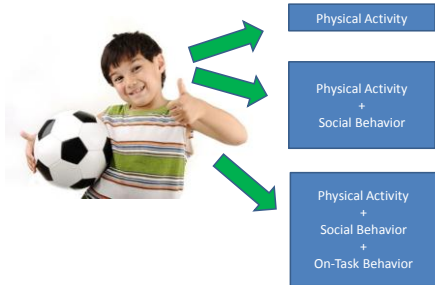 Physical Activity
Physical Activity
+
Social Behavior
Physical Activity
+
Social Behavior
+
On-Task Behavior